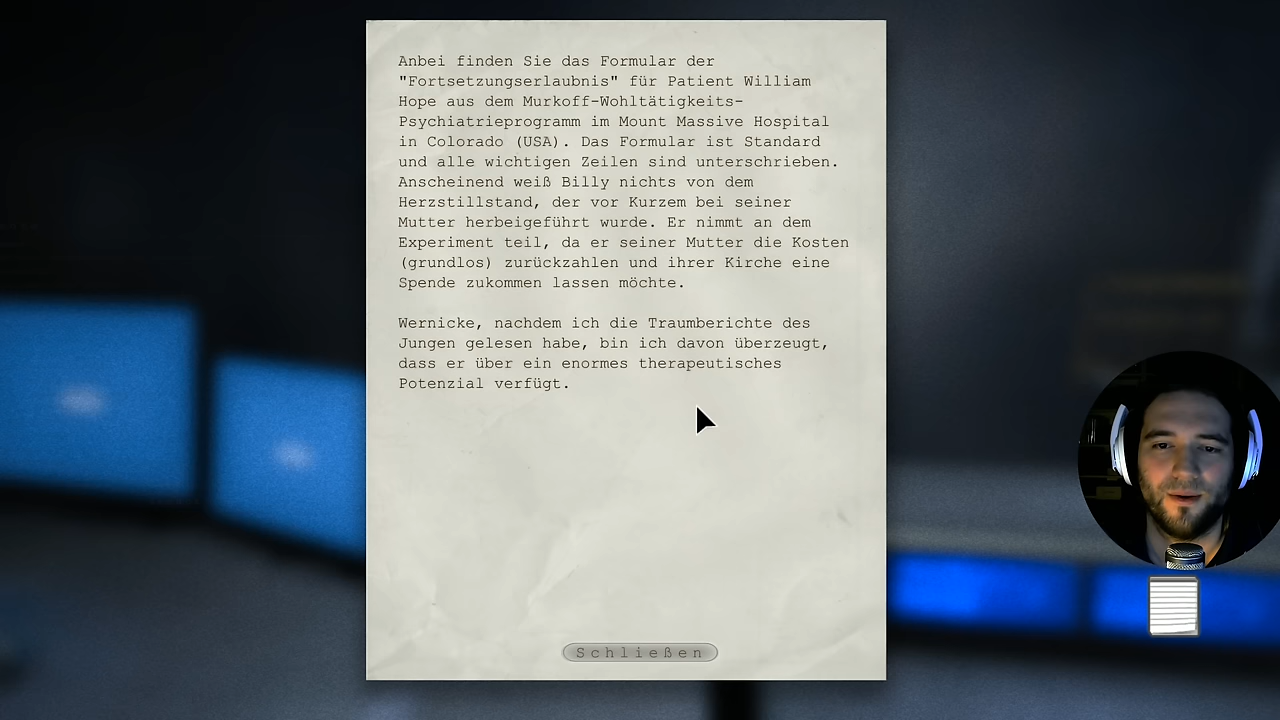 Anbei finden Sie das Formular der
"Fortsetzungserlaubnis" für Patient William
Hope aus dem Murkoff-Wohltätigkeits-
Psychiatrieprogramm im Mount Massive Hospital
in Colorado (USA). Das Formular ist Standard
und alle wichtigen Zeilen sind unterschrieben.
Anscheinend weiß Billy nichts von dem
Herzstillstand, der vor Kurzem bei seiner
Mutter herbeigeführt wurde. Er nimmt an dem
Experiment teil, da er seiner Mutter die Kosten
(grundlos) zurückzahlen und ihrer Kirche eine
Spende zukommen lassen möchte.
Wernicke, nachdem ich die Traumberichte des
Jungen gelesen habe, bin ich davon überzeugt,
dass er über ein enormes therapeutisches
Potenzial verfügt.
Schließen